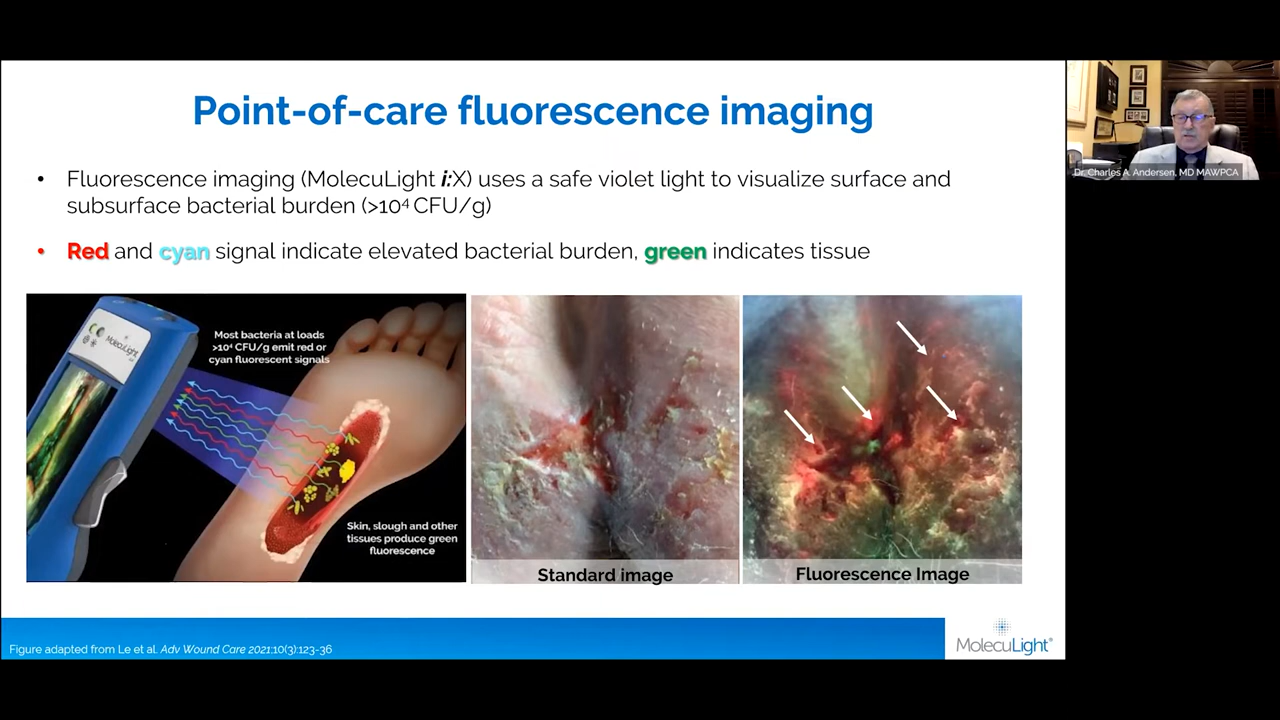 Point-of-care fluorescence imaging
• Fluorescence imaging (MolecuLight i:X) uses a safe violet light to visualize surface and
subsurface bacterial burden (>10⁴ CFU/g)
• Red and cyan signal indicate elevated bacterial burden, green indicates tissue
MolecuLight
Most bacteria at loads
>10⁴ CFU/g emit red or
cyan fluorescent signals
Skin, slough and other
tissues produce green
fluorescence
Standard image
Fluorescence Image
Figure adapted from Le et al. Adv Wound Care 2021;10(3):123-36
MolecuLight®
Dr. Charles A. Andersen, MD MAWPCA